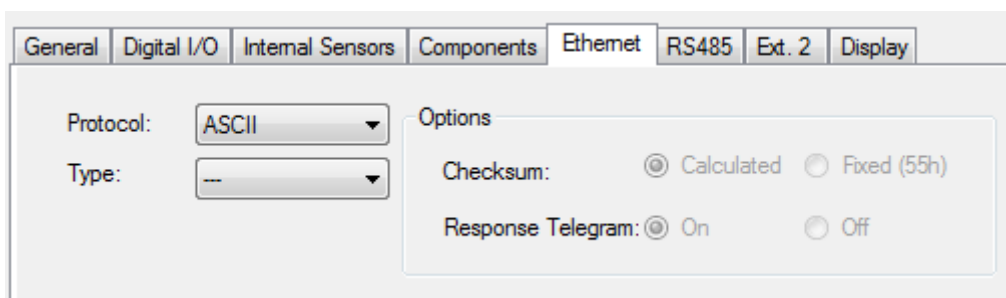 General Digital I/O Internal Sensors Components Ethernet RS485 Ext. 2 Display
Protocol: ASCII
Type: ---
Options
Checksum: Calculated Fixed (55h)
Response Telegram: On Off